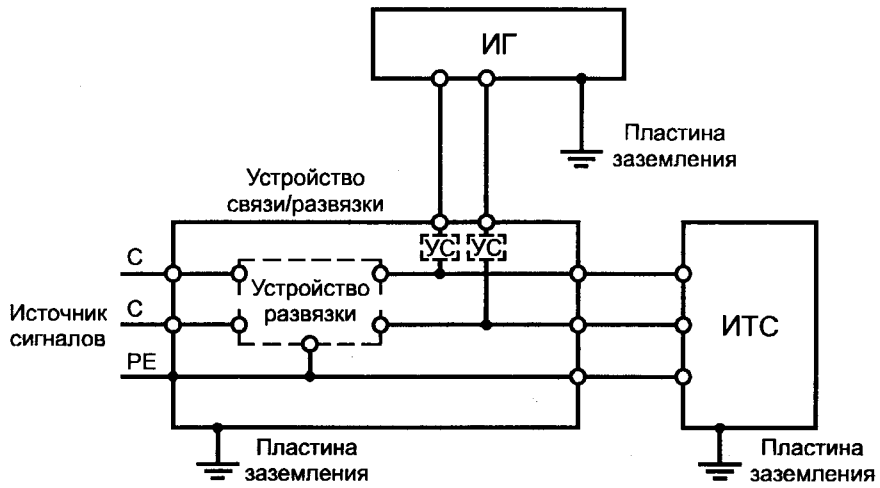 ИГ
Пластина
заземления
Устройство
связи/развязки
УС УС
С
Устройство
развязки
С
Источник
сигналов
ИТС
PE
Пластина
заземления
Пластина
заземления